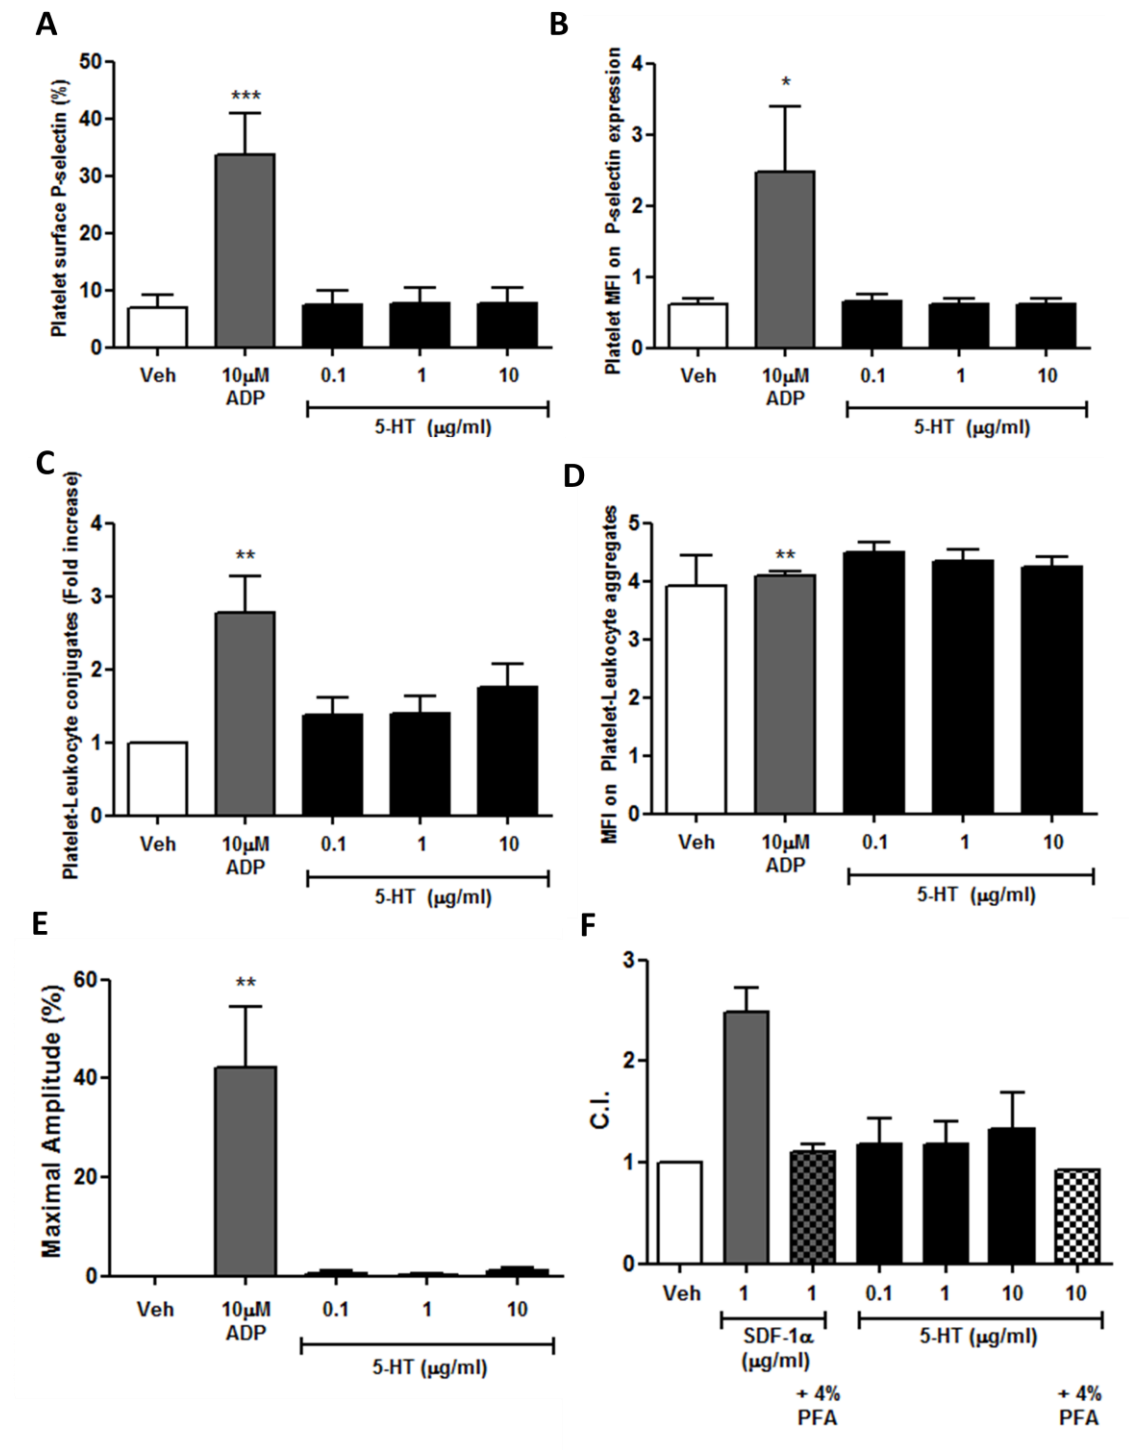 A
Platelet surface P-selectin (%)
50
40
30
20
10
0
***
Veh
10µM
ADP
0.1
1
10
5-HT (µg/ml)
B
Platelet MFI on P-selectin expression
4
3
2
1
0
*
Veh
10µM
ADP
0.1
1
10
5-HT (µg/ml)
C
Platelet-Leukocyte conjugates (Fold increase)
4
3
2
1
0
**
Veh
10µM
ADP
0.1
1
10
5-HT (µg/ml)
D
MFI on Platelet-Leukocyte aggregates
5
4
3
2
1
0
**
Veh
10µM
ADP
0.1
1
10
5-HT (µg/ml)
E
Maximal Amplitude (%)
60
40
20
0
**
Veh
10µM
ADP
0.1
1
10
5-HT (µg/ml)
F
C.I.
3
2
1
0
Veh
1
1
0.1
1
10
10
SDF-1α
(µg/ml)
5-HT (µg/ml)
+ 4%
PFA
+ 4%
PFA